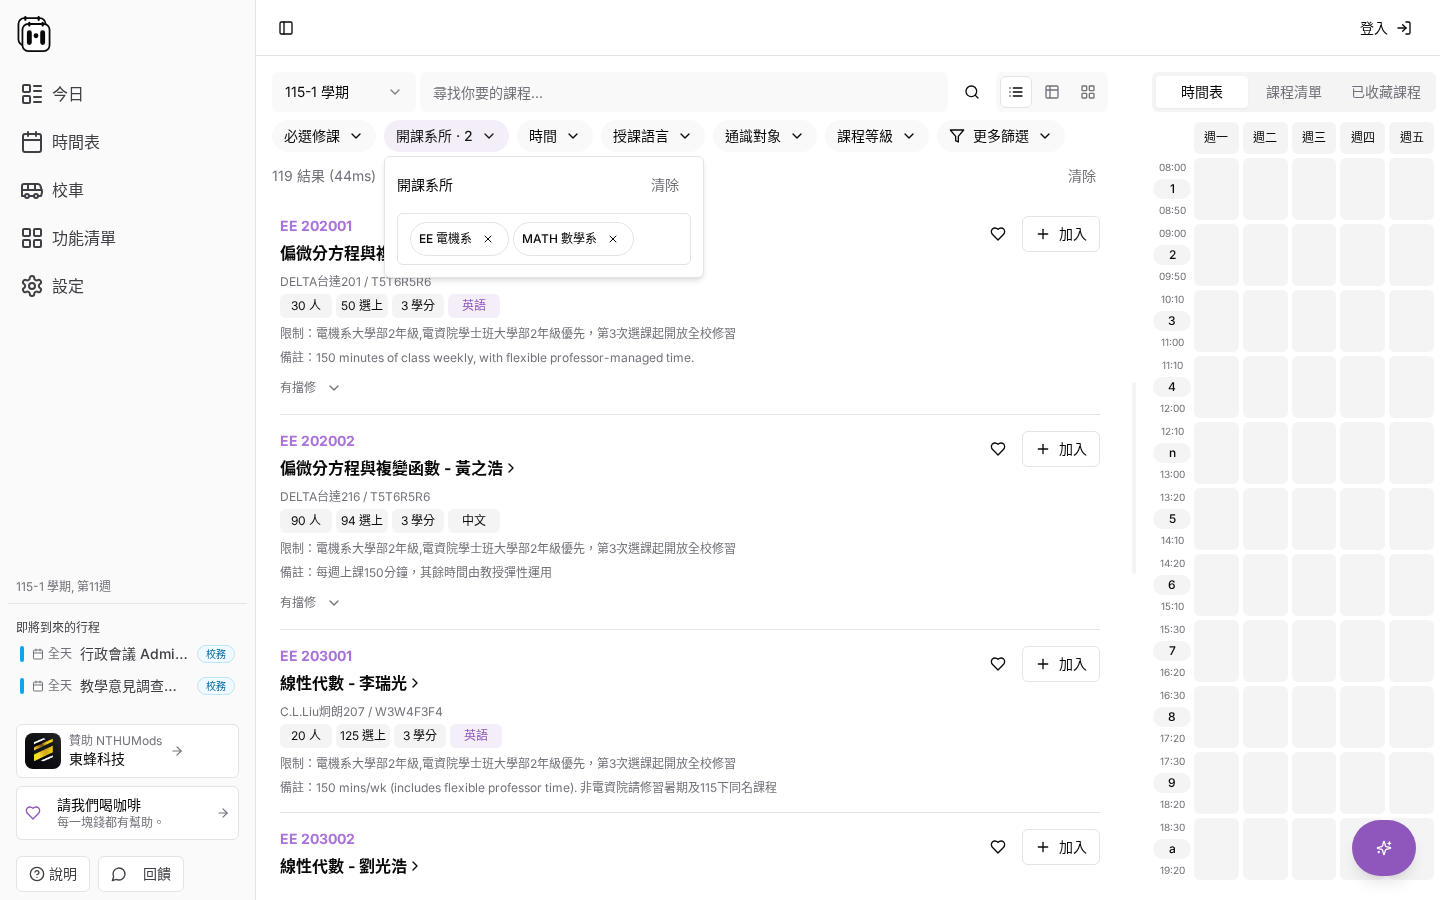 今日
時間表
校車
功能清單
設定
115-1 學期, 第11週
即將到來的行程
全天 行政會議 Admi... 校務
全天 教學意見調查... 校務
贊助 NTHUMods
東蜂科技
請我們喝咖啡
每一塊錢都有幫助。
說明 回饋
登入
115-1 學期 尋找你要的課程...
必選修課 開課系所 · 2 時間 授課語言 通識對象 課程等級 更多篩選
119 結果 (44ms) 清除
開課系所 清除
EE 電機系 MATH 數學系
EE 202001
偏微分方程與複
加入
DELTA台達201 / T5T6R5R6
30 人 50 選上 3 學分 英語
限制：電機系大學部2年級,電資院學士班大學部2年級優先，第3次選課起開放全校修習
備註：150 minutes of class weekly, with flexible professor-managed time.
有擋修
EE 202002
偏微分方程與複變函數 - 黃之浩
加入
DELTA台達216 / T5T6R5R6
90 人 94 選上 3 學分 中文
限制：電機系大學部2年級,電資院學士班大學部2年級優先，第3次選課起開放全校修習
備註：每週上課150分鐘，其餘時間由教授彈性運用
有擋修
EE 203001
線性代數 - 李瑞光
加入
C.L.Liu炯朗207 / W3W4F3F4
20 人 125 選上 3 學分 英語
限制：電機系大學部2年級,電資院學士班大學部2年級優先，第3次選課起開放全校修習
備註：150 mins/wk (includes flexible professor time). 非電資院請修習暑期及115下同名課程
EE 203002
線性代數 - 劉光浩
加入
時間表 課程清單 已收藏課程
週一 週二 週三 週四 週五
08:00
1
08:50
09:00
2
09:50
10:10
3
11:00
11:10
4
12:00
12:10
n
13:00
13:20
5
14:10
14:20
6
15:10
15:30
7
16:20
16:30
8
17:20
17:30
9
18:20
18:30
a
19:20